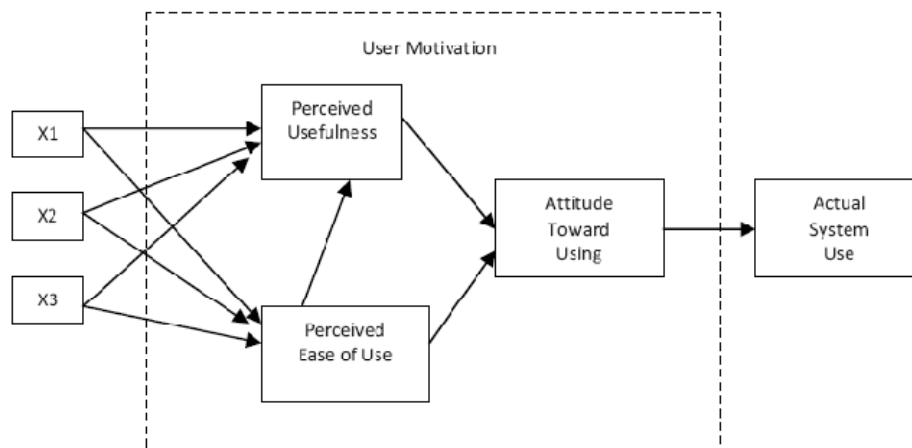 User Motivation
Perceived
Usefulness
X1
X2
X3
Attitude
Toward
Using
Actual
System
Use
Perceived
Ease of Use